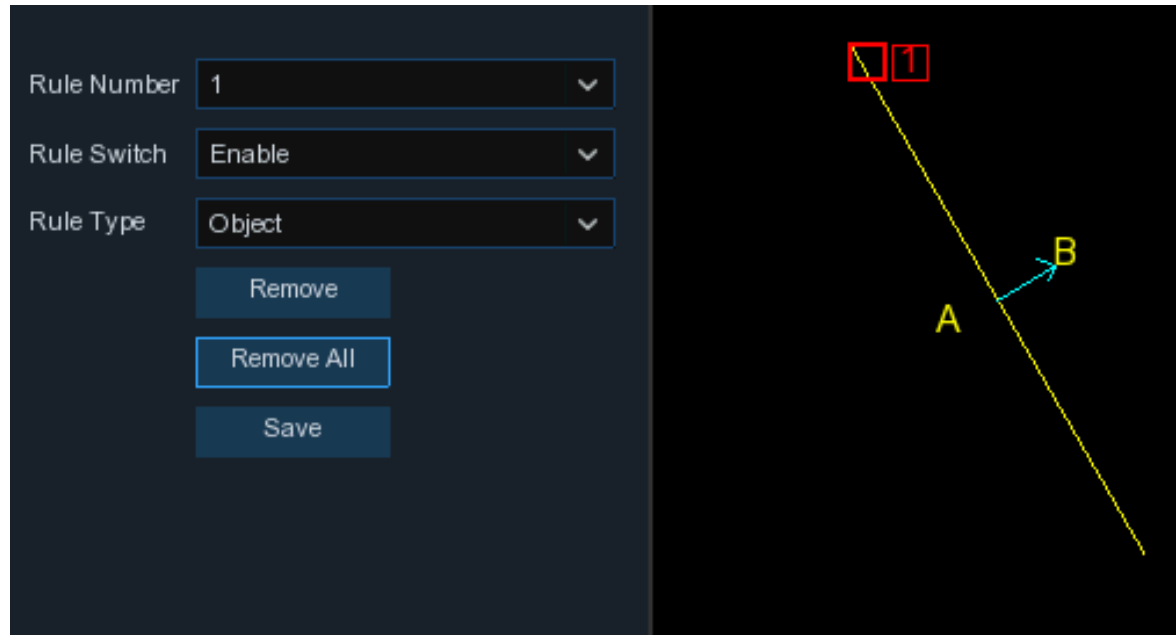 Rule Number 1
Rule Switch Enable
Rule Type Object
Remove
Remove All
Save
1
B
A